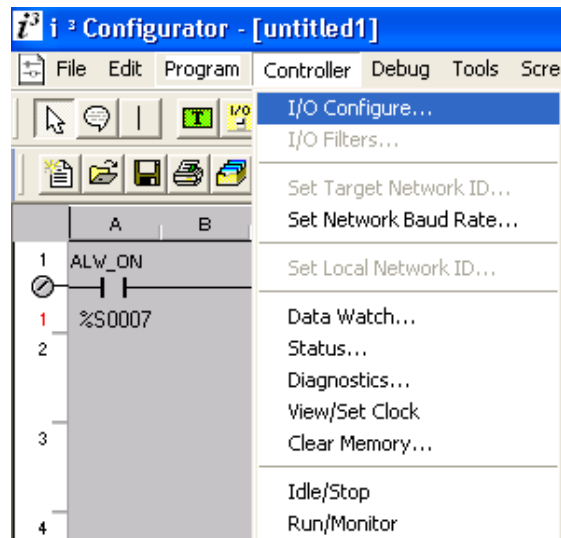 i³ i ³ Configurator - [untitled1]
File Edit Program Controller Debug Tools Scre
T I/O
I/O Configure...
I/O Filters...
Set Target Network ID...
Set Network Baud Rate...
Set Local Network ID...
Data Watch...
Status...
Diagnostics...
View/Set Clock
Clear Memory...
Idle/Stop
Run/Monitor
A B
1 ALW_ON
1 %S0007
2
3
4